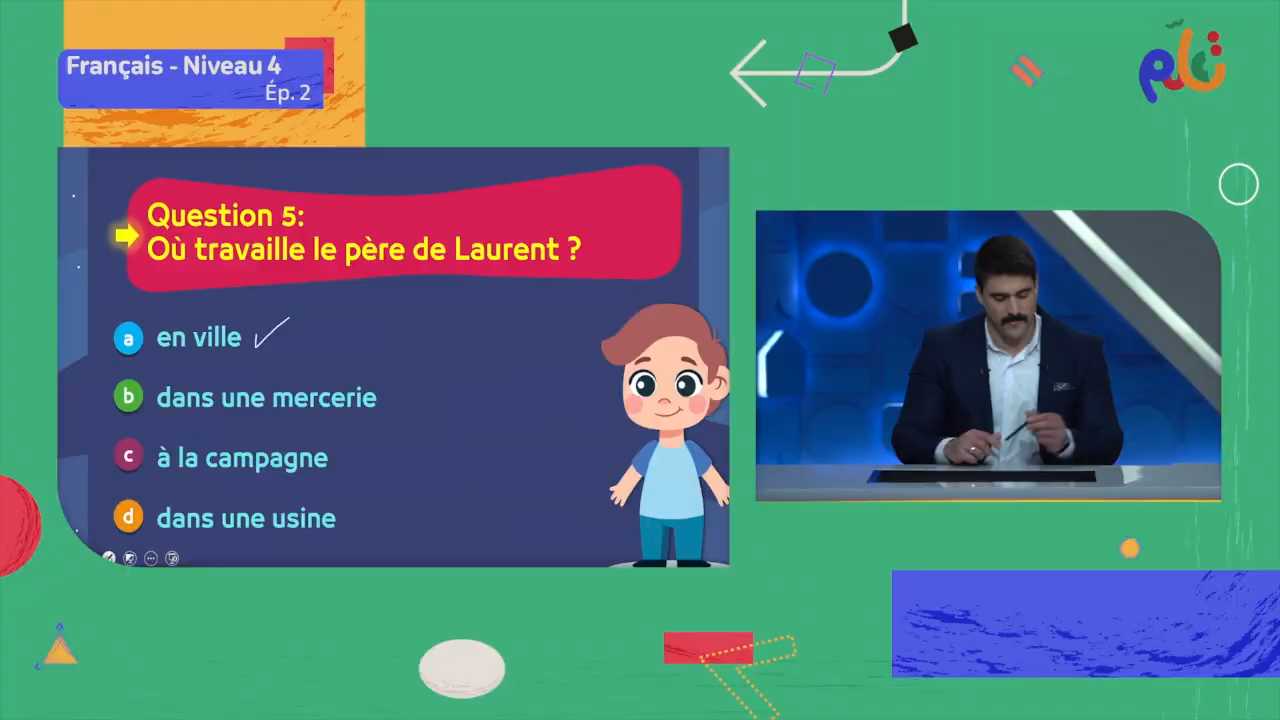 Français - Niveau 4
Ép. 2
Question 5:
Où travaille le père de Laurent ?
a en ville
b dans une mercerie
c à la campagne
d dans une usine